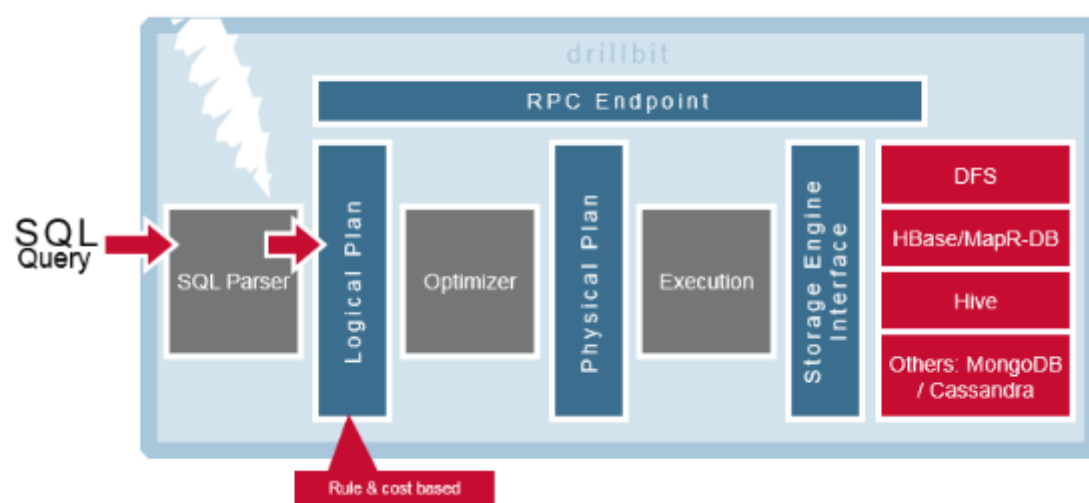 drillbit
RPC Endpoint
SQL
Query
SQL Parser
Logical Plan
Optimizer
Physical Plan
Execution
Storage Engine
Interface
DFS
HBase/MapR-DB
Hive
Others: MongoDB
/ Cassandra
Rule & cost based